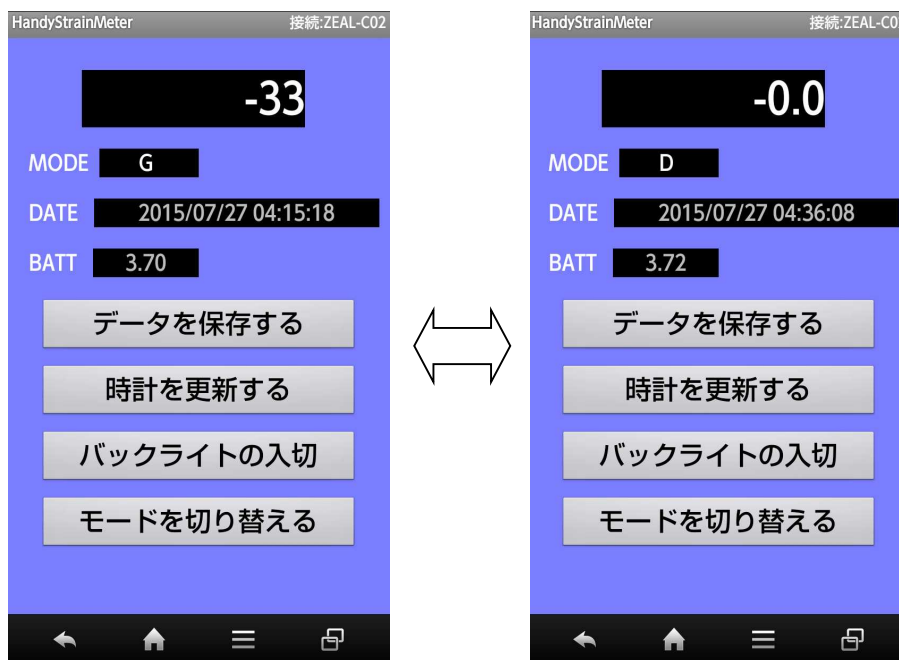 HandyStrainMeter 接続:ZEAL-C02
-33
MODE G
DATE 2015/07/27 04:15:18
BATT 3.70
データを保存する
時計を更新する
バックライトの入切
モードを切り替える
HandyStrainMeter 接続:ZEAL-C0
-0.0
MODE D
DATE 2015/07/27 04:36:08
BATT 3.72
データを保存する
時計を更新する
バックライトの入切
モードを切り替える